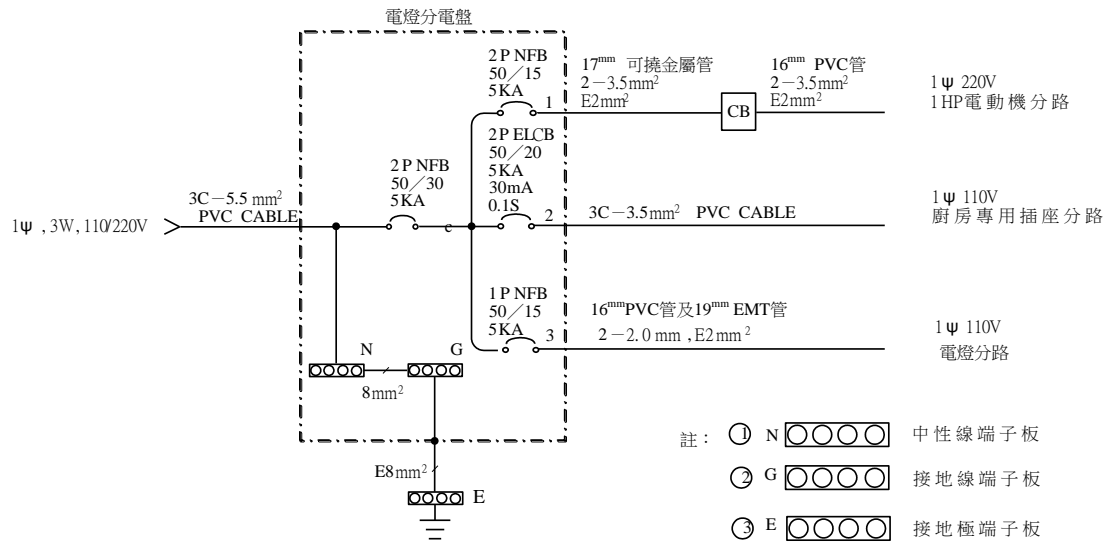 電燈分電盤
2P NFB
50／15
5KA
1
17mm 可撓金屬管
2－3.5mm²
E2mm²
CB
16mm PVC管
2－3.5mm²
E2mm²
1ψ 220V
1HP電動機分路
2P ELCB
50／20
5KA
30mA
0.1S
2
3C－3.5mm² PVC CABLE
1ψ 110V
廚房專用插座分路
2P NFB
50／30
5KA
c
3C－5.5 mm²
PVC CABLE
1ψ , 3W, 110/220V
1P NFB
50／15
5KA
3
16mmPVC管及19mm EMT管
2－2.0 mm , E2mm²
1ψ 110V
電燈分路
N
G
8mm²
E8mm²
E
註： ① N 中性線端子板
② G 接地線端子板
③ E 接地極端子板